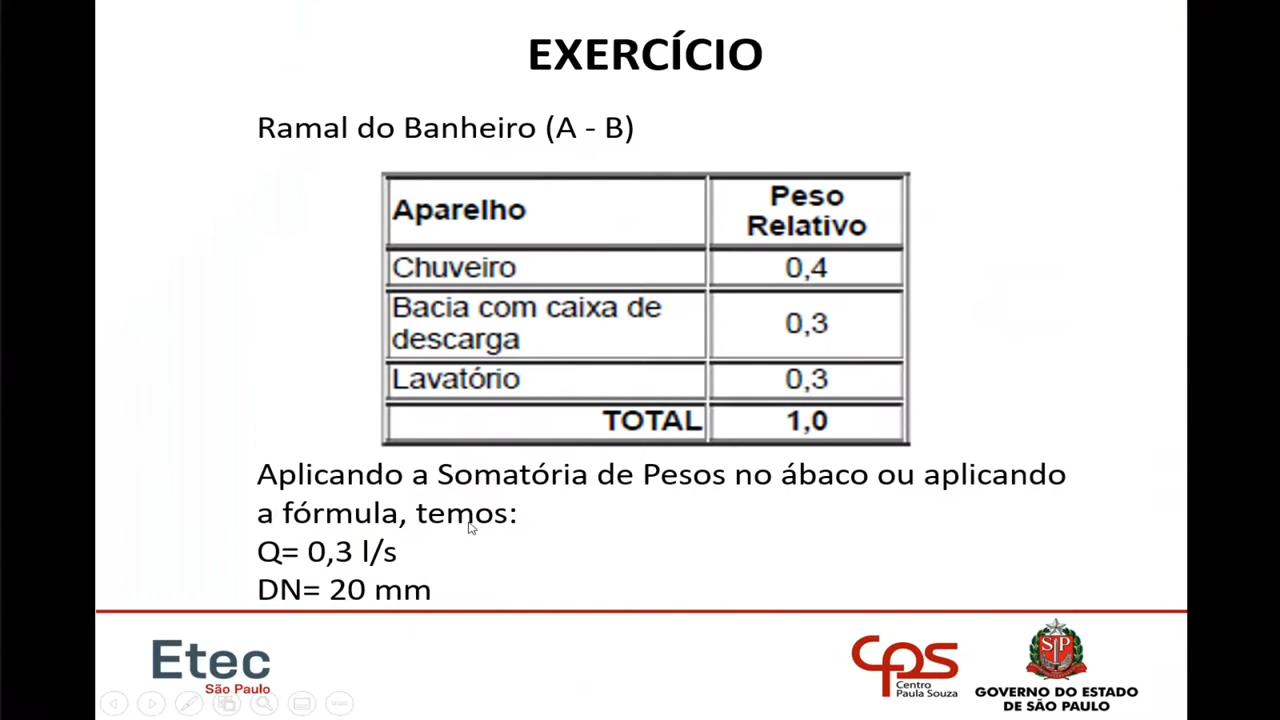 EXERCÍCIO
Ramal do Banheiro (A - B)
Aparelho
Peso
Relativo
Chuveiro
0,4
Bacia com caixa de
descarga
0,3
Lavatório
0,3
TOTAL
1,0
Aplicando a Somatória de Pesos no ábaco ou aplicando
a fórmula, temos:
Q= 0,3 l/s
DN= 20 mm
Etec
São Paulo
CPS
Centro
Paula Souza
SP
GOVERNO DO ESTADO
DE SÃO PAULO